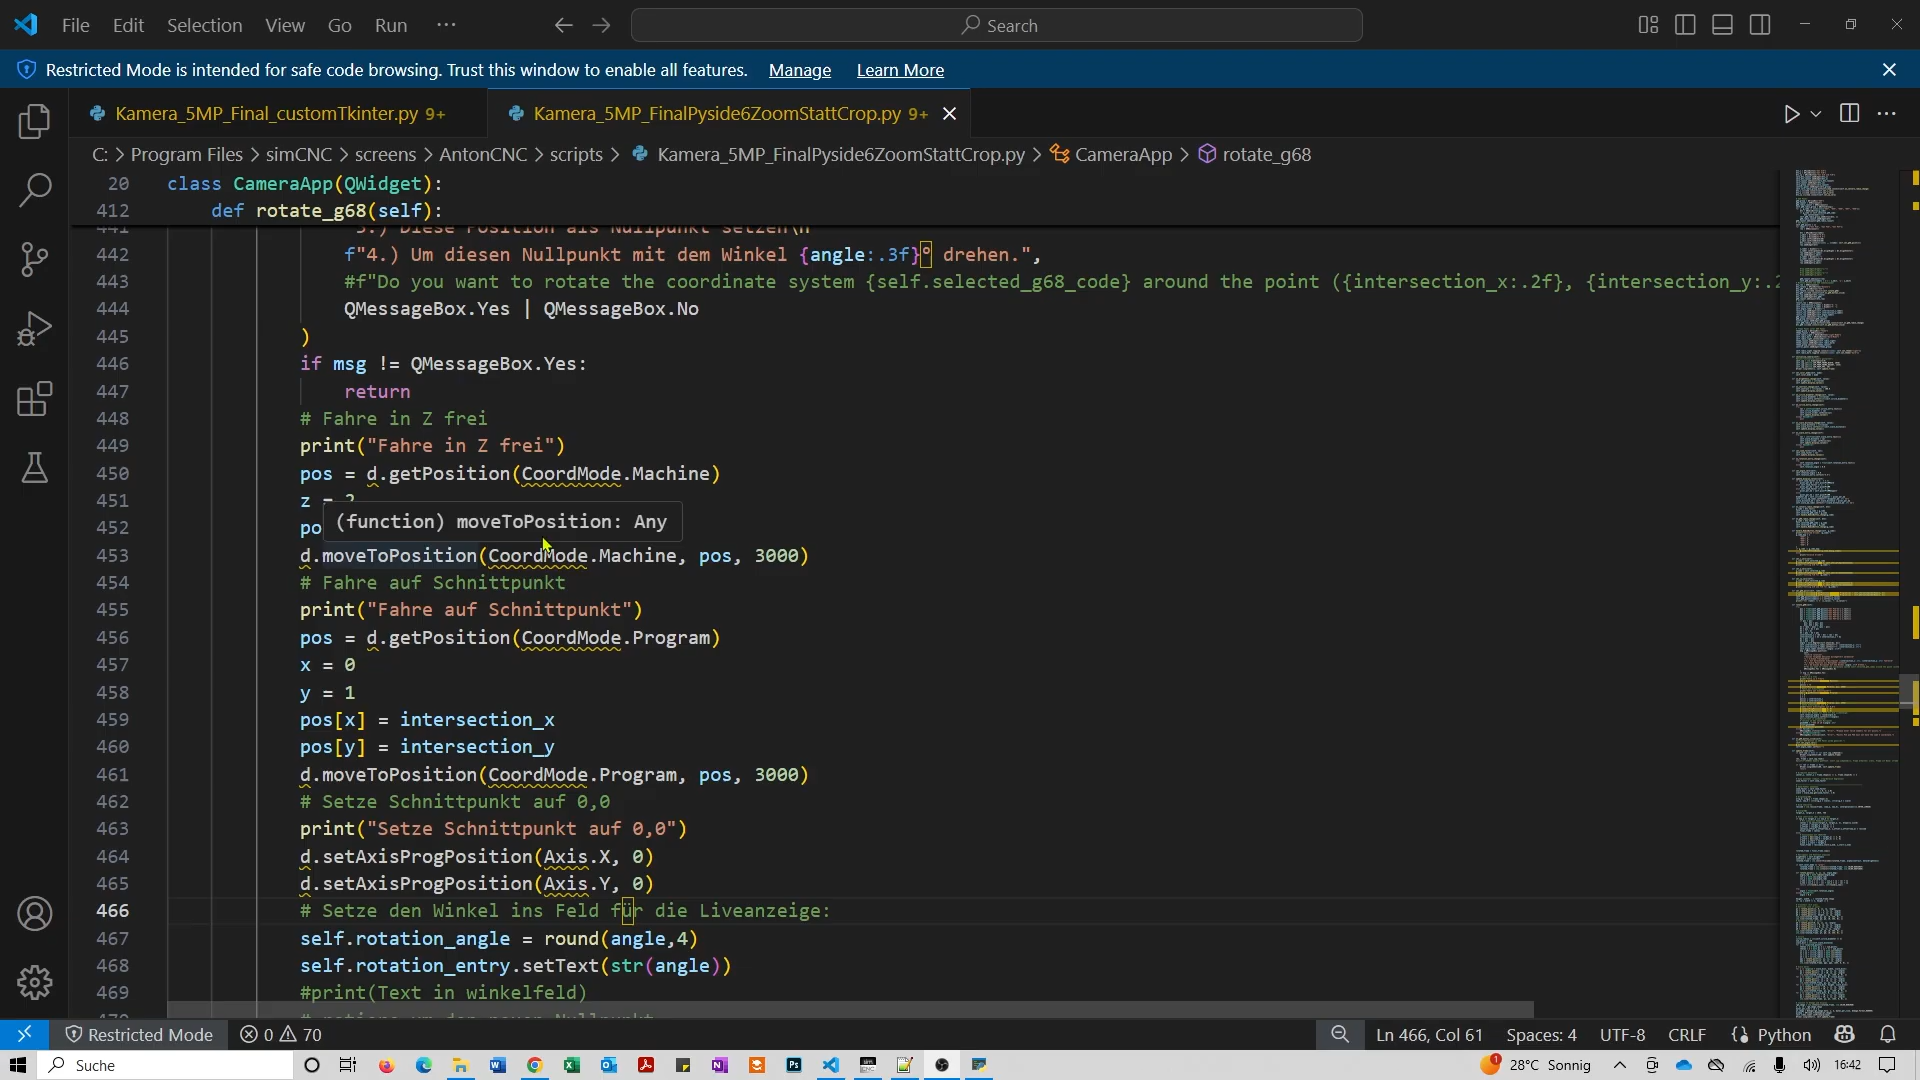 File Edit Selection View Go Run ··· Search
Restricted Mode is intended for safe code browsing. Trust this window to enable all features. Manage Learn More
Kamera_5MP_Final_customTkinter.py 9+ Kamera_5MP_FinalPyside6ZoomStattCrop.py 9+
C: > Program Files > simCNC > screens > AntonCNC > scripts > Kamera_5MP_FinalPyside6ZoomStattCrop.py > CameraApp > rotate_g68
20 class CameraApp(QWidget):
412 def rotate_g68(self):
441 3.) Diese Position als Nullpunkt setzen\n
442 f"4.) Um diesen Nullpunkt mit dem Winkel {angle:.3f}° drehen.",
443 #f"Do you want to rotate the coordinate system {self.selected_g68_code} around the point ({intersection_x:.2f}, {intersection_y:.2
444 QMessageBox.Yes | QMessageBox.No
445 )
446 if msg != QMessageBox.Yes:
447 return
448 # Fahre in Z frei
449 print("Fahre in Z frei")
450 pos = d.getPosition(CoordMode.Machine)
451 z = 2
452 po
(function) moveToPosition: Any
453 d.moveToPosition(CoordMode.Machine, pos, 3000)
454 # Fahre auf Schnittpunkt
455 print("Fahre auf Schnittpunkt")
456 pos = d.getPosition(CoordMode.Program)
457 x = 0
458 y = 1
459 pos[x] = intersection_x
460 pos[y] = intersection_y
461 d.moveToPosition(CoordMode.Program, pos, 3000)
462 # Setze Schnittpunkt auf 0,0
463 print("Setze Schnittpunkt auf 0,0")
464 d.setAxisProgPosition(Axis.X, 0)
465 d.setAxisProgPosition(Axis.Y, 0)
466 # Setze den Winkel ins Feld für die Liveanzeige:
467 self.rotation_angle = round(angle,4)
468 self.rotation_entry.setText(str(angle))
469 #print(Text in winkelfeld)
Restricted Mode 0 70 Ln 466, Col 61 Spaces: 4 UTF-8 CRLF Python
Suche 1 28°C Sonnig 16:42